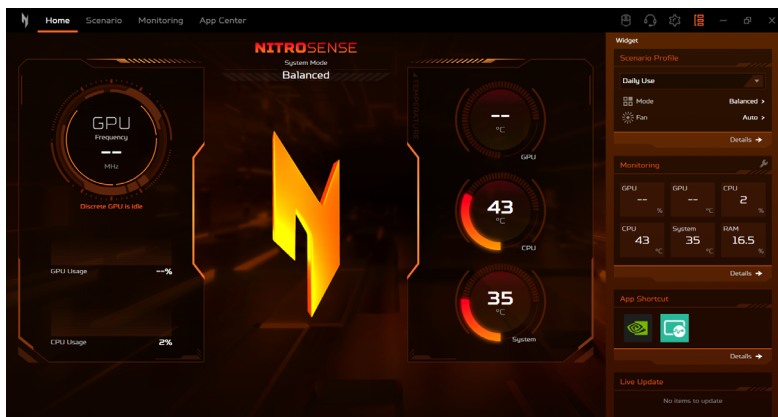 Home Scenario Monitoring App Center
NITROSENSE
System Mode
Balanced
GPU
Frequency
--
MHz
Discrete GPU is idle
GPU Usage --%
CPU Usage 2%
--
°C
GPU
43
°C
CPU
35
°C
System
Widget
Scenario Profile
Daily Use
Mode Balanced >
Fan Auto >
Details →
Monitoring
GPU GPU CPU
-- -- 2
% °C %
CPU System RAM
43 35 16.5
°C °C %
Details →
App Shortcut
Details →
Live Update
No items to update